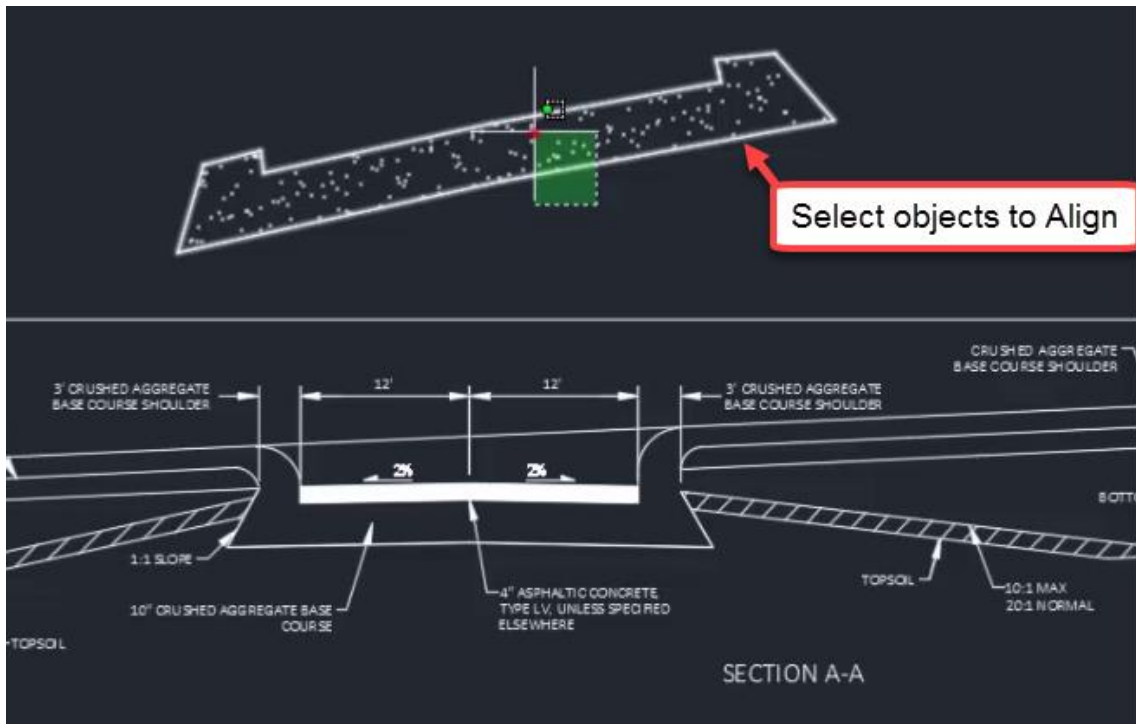 Select objects to Align
CRUSHED AGGREGATE
BASE COURSE SHOULDER
3' CRUSHED AGGREGATE
BASE COURSE SHOULDER
12'
12'
3' CRUSHED AGGREGATE
BASE COURSE SHOULDER
2%
2%
1:1 SLOPE
10" CRUSHED AGGREGATE BASE
COURSE
4" ASPHALTIC CONCRETE,
TYPE LV, UNLESS SPECIFIED
ELSEWHERE
TOPSOIL
10:1 MAX
20:1 NORMAL
TOPSOIL
SECTION A-A